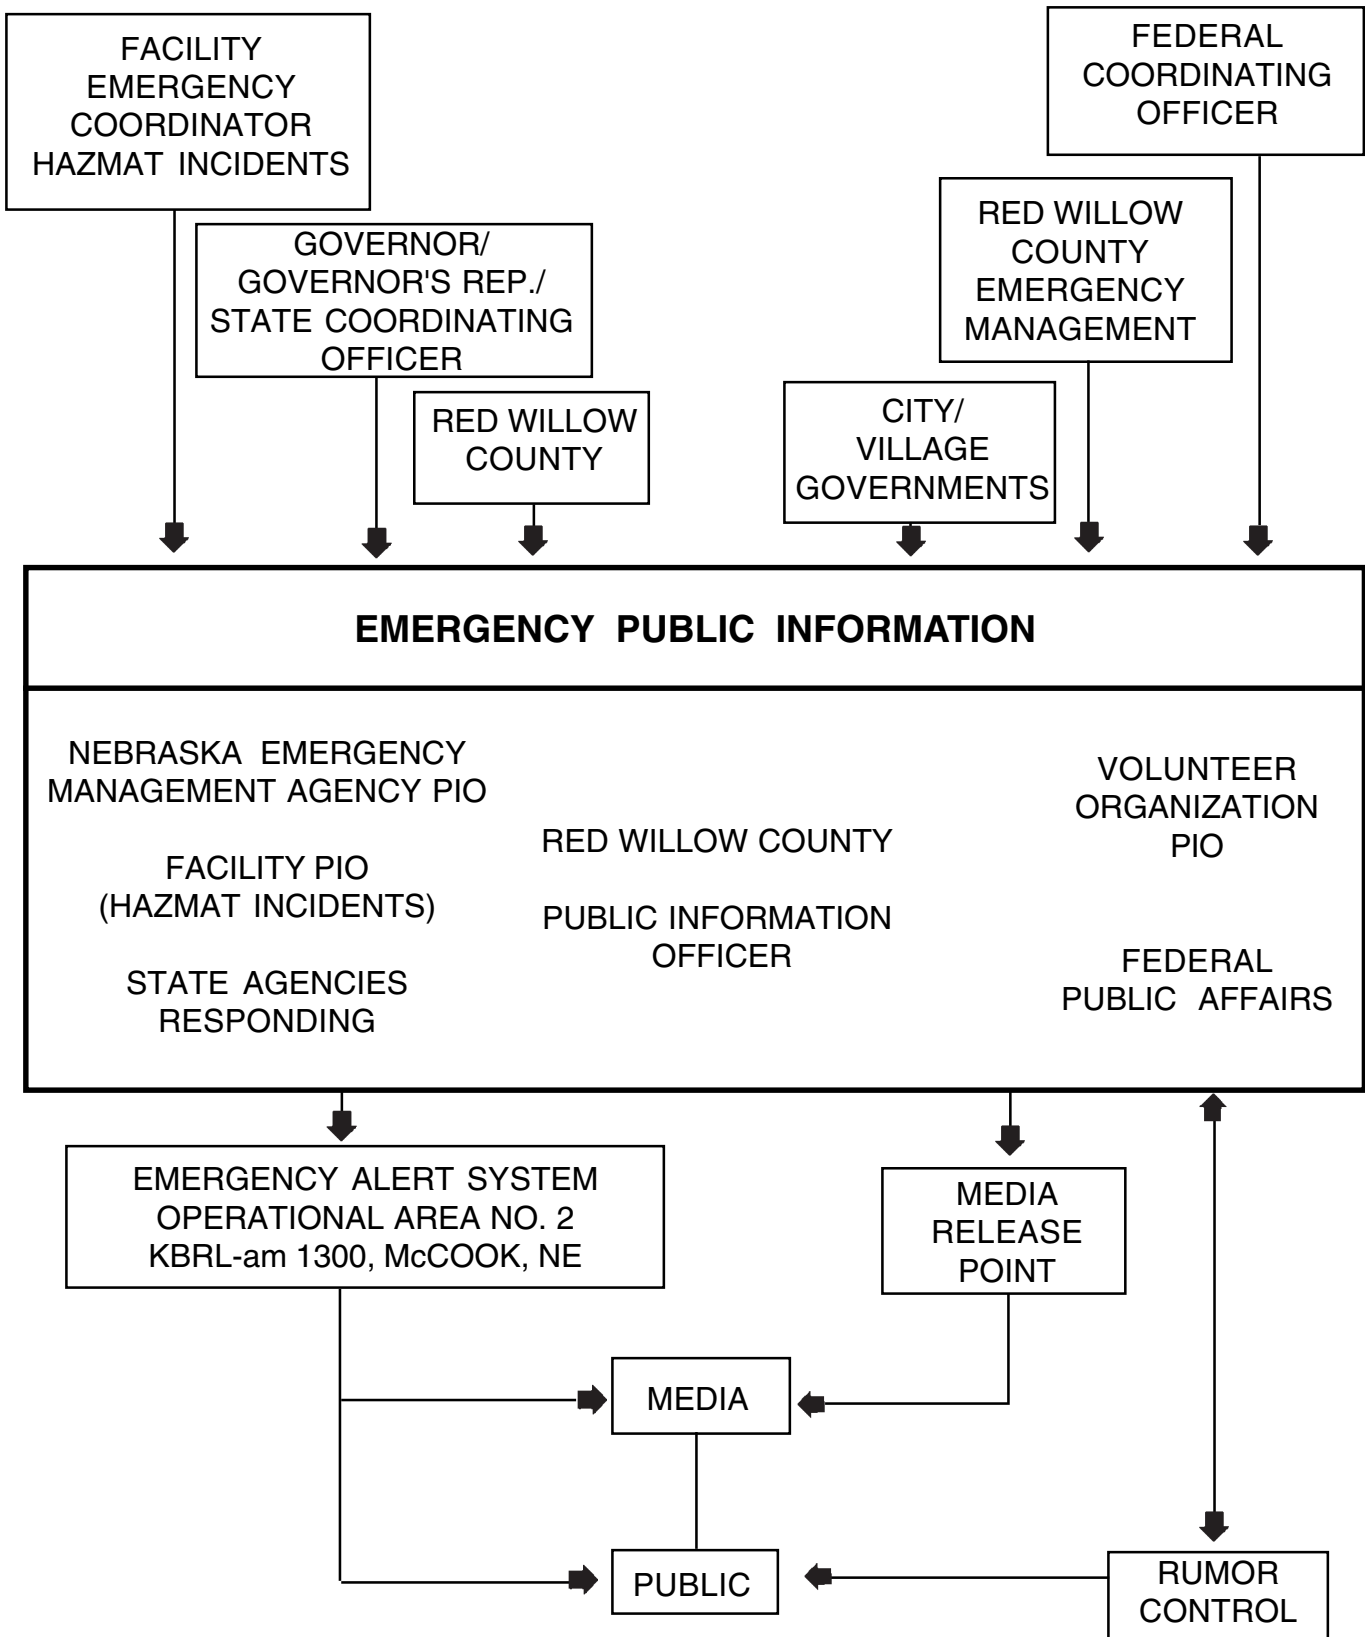 FACILITY
EMERGENCY
COORDINATOR
HAZMAT INCIDENTS
FEDERAL
COORDINATING
OFFICER
GOVERNOR/
GOVERNOR'S REP./
STATE COORDINATING
OFFICER
RED WILLOW
COUNTY
EMERGENCY
MANAGEMENT
RED WILLOW
COUNTY
CITY/
VILLAGE
GOVERNMENTS
EMERGENCY PUBLIC INFORMATION
NEBRASKA EMERGENCY
MANAGEMENT AGENCY PIO
FACILITY PIO
(HAZMAT INCIDENTS)
STATE AGENCIES
RESPONDING
RED WILLOW COUNTY
PUBLIC INFORMATION
OFFICER
VOLUNTEER
ORGANIZATION
PIO
FEDERAL
PUBLIC AFFAIRS
EMERGENCY ALERT SYSTEM
OPERATIONAL AREA NO. 2
KBRL-am 1300, McCOOK, NE
MEDIA
RELEASE
POINT
MEDIA
PUBLIC
RUMOR
CONTROL